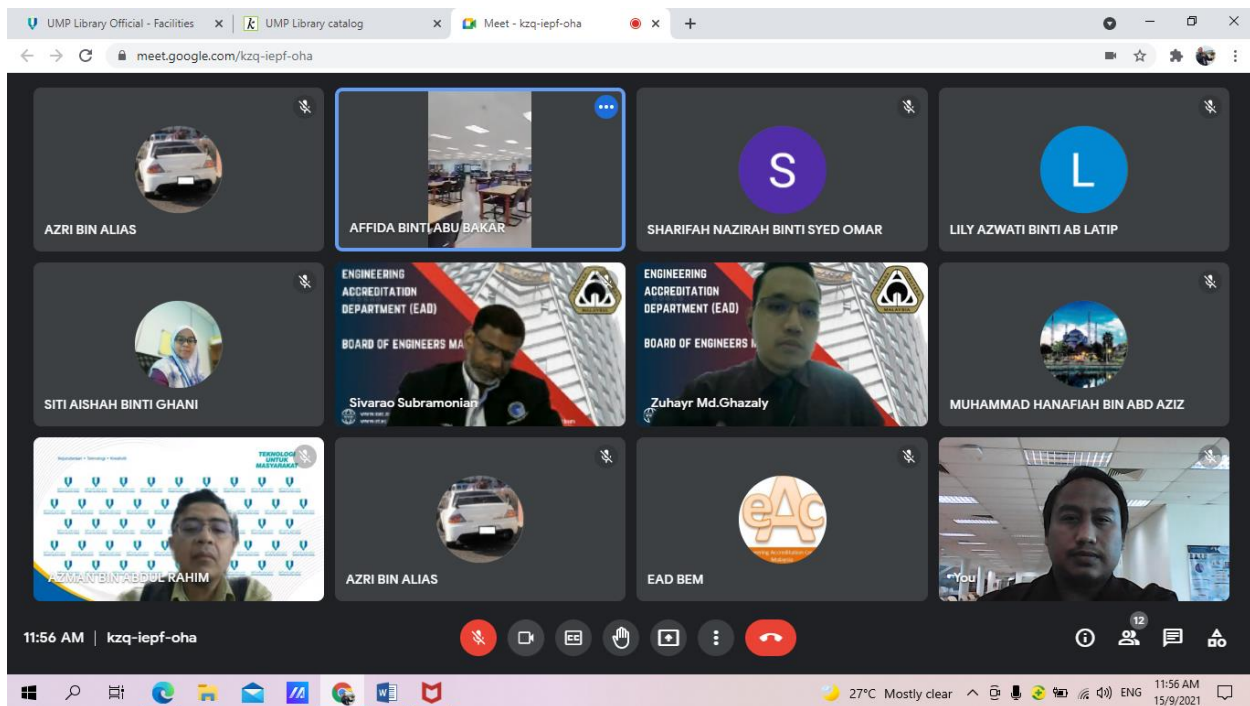 UMP Library Official - Facilities
UMP Library catalog
Meet - kzq-iepf-oha
meet.google.com/kzq-iepf-oha
AZRI BIN ALIAS
AFFIDA BINTI ABU BAKAR
S
SHARIFAH NAZIRAH BINTI SYED OMAR
L
LILY AZWATI BINTI AB LATIP
SITI AISHAH BINTI GHANI
ENGINEERING
ACCREDITATION
DEPARTMENT (EAD)
BOARD OF ENGINEERS MA
MALAYSIA
Sivarao Subramonian
ENGINEERING
ACCREDITATION
DEPARTMENT (EAD)
BOARD OF ENGINEERS
MALAYSIA
Zuhayr Md.Ghazaly
MUHAMMAD HANAFIAH BIN ABD AZIZ
TEKNOLOGI
UNTUK
MASYARAKAT
AZMAN BIN ABDUL RAHIM
AZRI BIN ALIAS
eAc
EAD BEM
You
11:56 AM | kzq-iepf-oha
CC
12
27°C Mostly clear
ENG
11:56 AM
15/9/2021